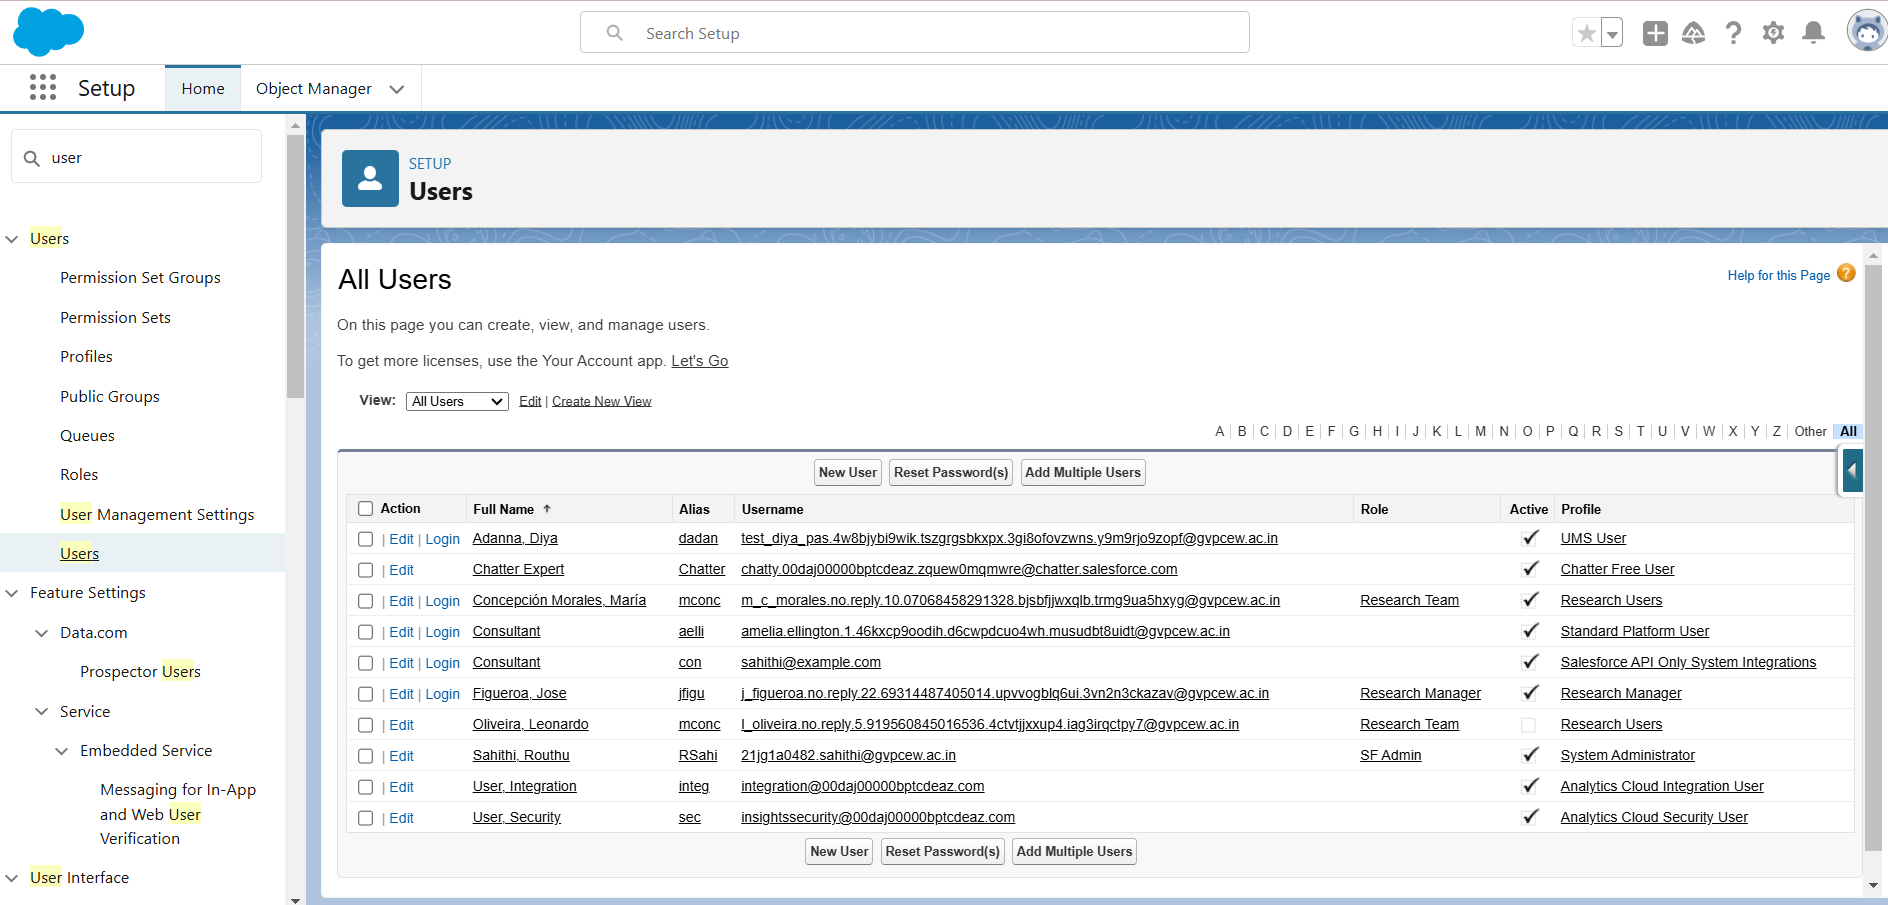 Search Setup
Setup
Home
Object Manager
user
Users
Permission Set Groups
Permission Sets
Profiles
Public Groups
Queues
Roles
User Management Settings
Users
Feature Settings
Data.com
Prospector Users
Service
Embedded Service
Messaging for In-App
and Web User
Verification
User Interface
SETUP
Users
All Users
Help for this Page ?
On this page you can create, view, and manage users.
To get more licenses, use the Your Account app. Let's Go
View: All Users Edit | Create New View
A | B | C | D | E | F | G | H | I | J | K | L | M | N | O | P | Q | R | S | T | U | V | W | X | Y | Z | Other | All
New User Reset Password(s) Add Multiple Users
Action Full Name ↑ Alias Username Role Active Profile
| Edit | Login Adanna, Diya dadan test_diya_pas.4w8bjybi9wik.tszgrgsbkxpx.3gi8ofovzwns.y9m9rjo9zopf@gvpcew.ac.in UMS User
| Edit Chatter Expert Chatter chatty.00daj00000bptcdeaz.zquew0mqmwre@chatter.salesforce.com Chatter Free User
| Edit | Login Concepción Morales, María mconc m_c_morales.no.reply.10.07068458291328.bjsbfjjwxqlb.trmg9ua5hxyg@gvpcew.ac.in Research Team Research Users
| Edit | Login Consultant aelli amelia.ellington.1.46kxcp9oodih.d6cwpdcuo4wh.musudbt8uidt@gvpcew.ac.in Standard Platform User
| Edit | Login Consultant con sahithi@example.com Salesforce API Only System Integrations
| Edit | Login Figueroa, Jose jfigu j_figueroa.no.reply.22.69314487405014.upvvogblq6ui.3vn2n3ckazav@gvpcew.ac.in Research Manager Research Manager
| Edit Oliveira, Leonardo mconc l_oliveira.no.reply.5.919560845016536.4ctvtjjxxup4.iag3irqctpy7@gvpcew.ac.in Research Team Research Users
| Edit Sahithi, Routhu RSahi 21jg1a0482.sahithi@gvpcew.ac.in SF Admin System Administrator
| Edit User, Integration integ integration@00daj00000bptcdeaz.com Analytics Cloud Integration User
| Edit User, Security sec insightssecurity@00daj00000bptcdeaz.com Analytics Cloud Security User
New User Reset Password(s) Add Multiple Users